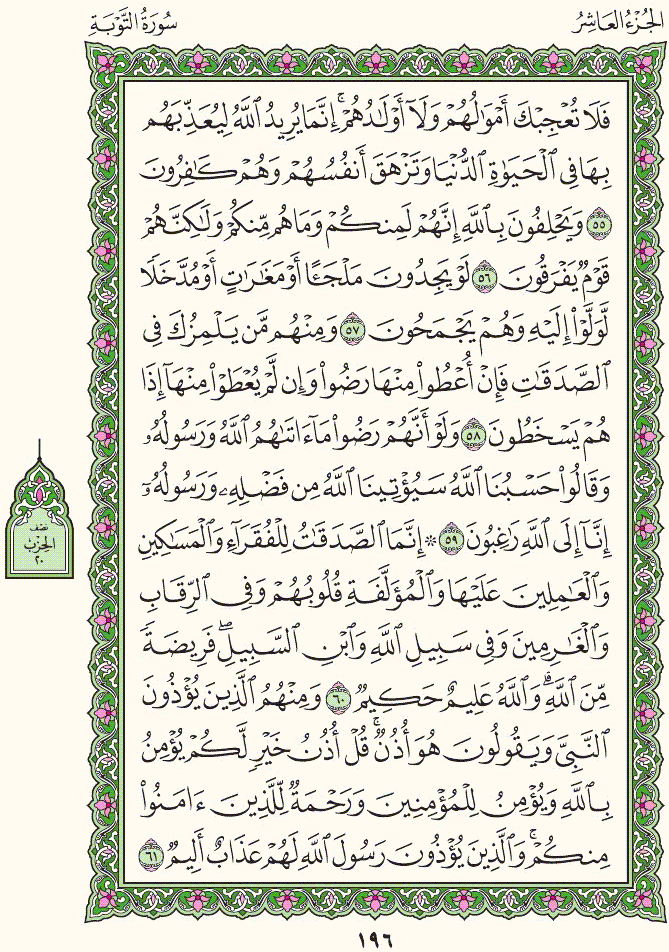 الجُزْءُ العَاشِرُ
سُورَةُ التَّوْبَةِ
فَلَا تُعْجِبْكَ أَمْوَٰلُهُمْ وَلَآ أَوْلَٰدُهُمْ ۚ إِنَّمَا يُرِيدُ ٱللَّهُ لِيُعَذِّبَهُم
بِهَا فِى ٱلْحَيَوٰةِ ٱلدُّنْيَا وَتَزْهَقَ أَنفُسُهُمْ وَهُمْ كَٰفِرُونَ
٥٥ وَيَحْلِفُونَ بِٱللَّهِ إِنَّهُمْ لَمِنكُمْ وَمَا هُم مِّنكُمْ وَلَٰكِنَّهُمْ
قَوْمٌ يَفْرَقُونَ ٥٦ لَوْ يَجِدُونَ مَلْجَـًٔا أَوْ مَغَٰرَٰتٍ أَوْ مُدَّخَلًا
لَّوَلَّوْا۟ إِلَيْهِ وَهُمْ يَجْمَحُونَ ٥٧ وَمِنْهُم مَّن يَلْمِزُكَ فِى
ٱلصَّدَقَٰتِ فَإِنْ أُعْطُوا۟ مِنْهَا رَضُوا۟ وَإِن لَّمْ يُعْطَوْا۟ مِنْهَآ إِذَا
هُمْ يَسْخَطُونَ ٥٨ وَلَوْ أَنَّهُمْ رَضُوا۟ مَآ ءَاتَىٰهُمُ ٱللَّهُ وَرَسُولُهُۥ
وَقَالُوا۟ حَسْبُنَا ٱللَّهُ سَيُؤْتِينَا ٱللَّهُ مِن فَضْلِهِۦ وَرَسُولُهُۥٓ
إِنَّآ إِلَى ٱللَّهِ رَٰغِبُونَ ٥٩ ۞ إِنَّمَا ٱلصَّدَقَٰتُ لِلْفُقَرَآءِ وَٱلْمَسَٰكِينِ
وَٱلْعَٰمِلِينَ عَلَيْهَا وَٱلْمُؤَلَّفَةِ قُلُوبُهُمْ وَفِى ٱلرِّقَابِ
وَٱلْغَٰرِمِينَ وَفِى سَبِيلِ ٱللَّهِ وَٱبْنِ ٱلسَّبِيلِ ۖ فَرِيضَةً
مِّنَ ٱللَّهِ ۗ وَٱللَّهُ عَلِيمٌ حَكِيمٌ ٦٠ وَمِنْهُمُ ٱلَّذِينَ يُؤْذُونَ
ٱلنَّبِىَّ وَيَقُولُونَ هُوَ أُذُنٌ ۚ قُلْ أُذُنُ خَيْرٍ لَّكُمْ يُؤْمِنُ
بِٱللَّهِ وَيُؤْمِنُ لِلْمُؤْمِنِينَ وَرَحْمَةٌ لِّلَّذِينَ ءَامَنُوا۟
مِنكُمْ ۚ وَٱلَّذِينَ يُؤْذُونَ رَسُولَ ٱللَّهِ لَهُمْ عَذَابٌ أَلِيمٌ ٦١
نِصْف
الحِزْب
٢٠
١٩٦